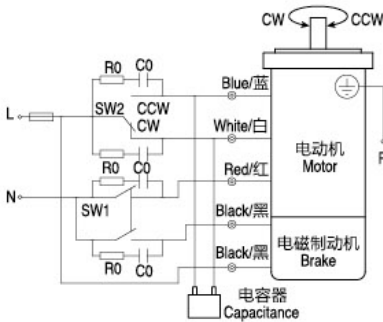 CW CCW
R0 C0
Blue/蓝
L SW2 CCW
CW
White/白
R0 C0
Red/红
电动机
Motor
N
SW1
Black/黑
电磁制动机
Brake
Black/黑
R0 C0
电容器
Capacitance